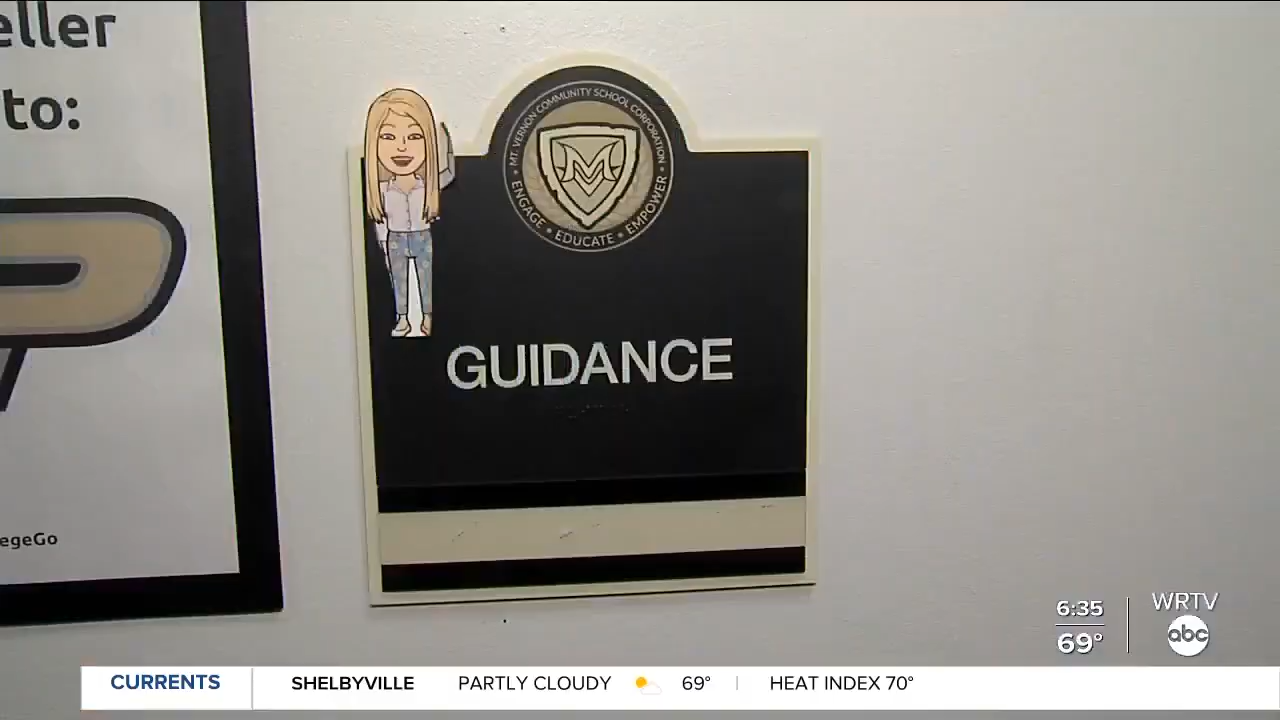 eller
to:
egeGo
MT. VERNON COMMUNITY SCHOOL CORPORATION
ENGAGE • EDUCATE • EMPOWER
M
GUIDANCE
6:35
69°
WRTV
abc
CURRENTS SHELBYVILLE PARTLY CLOUDY 69° HEAT INDEX 70°